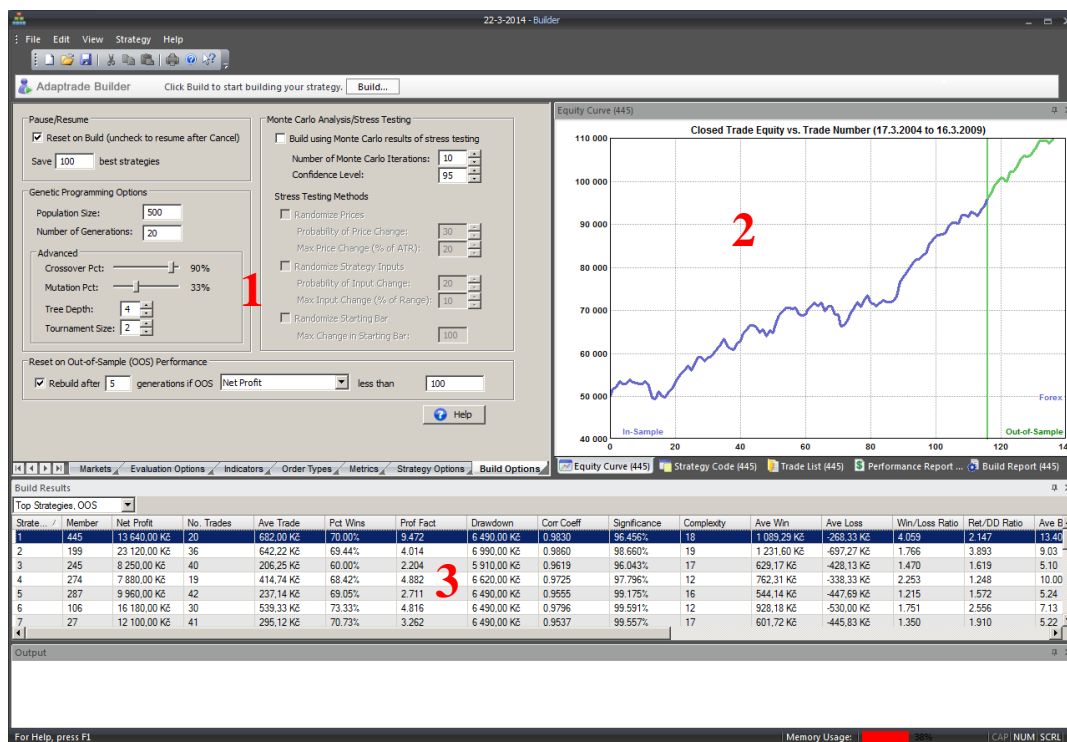 22-3-2014 - Builder
File Edit View Strategy Help
Adaptrade Builder Click Build to start building your strategy. Build...
Pause/Resume
Reset on Build (uncheck to resume after Cancel)
Save 100 best strategies
Genetic Programming Options
Population Size: 500
Number of Generations: 20
Advanced
Crossover Pct: 90%
Mutation Pct: 33%
Tree Depth: 4
Tournament Size: 2
1
Monte Carlo Analysis/Stress Testing
Build using Monte Carlo results of stress testing
Number of Monte Carlo Iterations: 10
Confidence Level: 95
Stress Testing Methods
Randomize Prices
Probability of Price Change: 30
Max Price Change (% of ATR): 20
Randomize Strategy Inputs
Probability of Input Change: 20
Max Input Change (% of Range): 10
Randomize Starting Bar
Max Change in Starting Bar: 100
Reset on Out-of-Sample (OOS) Performance
Rebuild after 5 generations if OOS Net Profit less than 100
Help
Markets Evaluation Options Indicators Order Types Metrics Strategy Options Build Options
Equity Curve (445)
Closed Trade Equity vs. Trade Number (17.3.2004 to 16.3.2009)
110 000
100 000
90 000
80 000
70 000
60 000
50 000
40 000
2
Forex
In-Sample Out-of-Sample
0 20 40 60 80 100 120 14
Equity Curve (445) Strategy Code (445) Trade List (445) Performance Report ... Build Report (445)
Build Results
Top Strategies, OOS
Strate... Member Net Profit No. Trades Ave Trade Pct Wins Prof Fact Drawdown Corr Coeff Significance Complexity Ave Win Ave Loss Win/Loss Ratio Ret/DD Ratio Ave B
1 445 13 640,00 Kč 20 682,00 Kč 70.00% 9.472 6 490,00 Kč 0.9830 96.456% 18 1 089,29 Kč -268,33 Kč 4.059 2.147 13.40
2 199 23 120,00 Kč 36 642,22 Kč 69.44% 4.014 6 990,00 Kč 0.9860 98.660% 19 1 231,60 Kč -697,27 Kč 1.766 3.893 9.03
3 245 8 250,00 Kč 40 206,25 Kč 60.00% 2.204 5 910,00 Kč 0.9619 96.043% 17 629,17 Kč -428,13 Kč 1.470 1.619 5.10
4 274 7 880,00 Kč 19 414,74 Kč 68.42% 4.882 6 620,00 Kč 0.9725 97.796% 12 762,31 Kč -338,33 Kč 2.253 1.248 10.00
5 287 9 960,00 Kč 42 237,14 Kč 69.05% 2.711 6 490,00 Kč 0.9555 99.175% 16 544,14 Kč -447,69 Kč 1.215 1.572 5.24
6 106 16 180,00 Kč 30 539,33 Kč 73.33% 4.816 6 490,00 Kč 0.9796 99.591% 12 928,18 Kč -530,00 Kč 1.751 2.556 7.13
7 27 12 100,00 Kč 41 295,12 Kč 70.73% 3.262 6 490,00 Kč 0.9537 99.557% 17 601,72 Kč -445,83 Kč 1.350 1.910 5.22
3
Output
For Help, press F1 Memory Usage: 38% CAP NUM SCRL